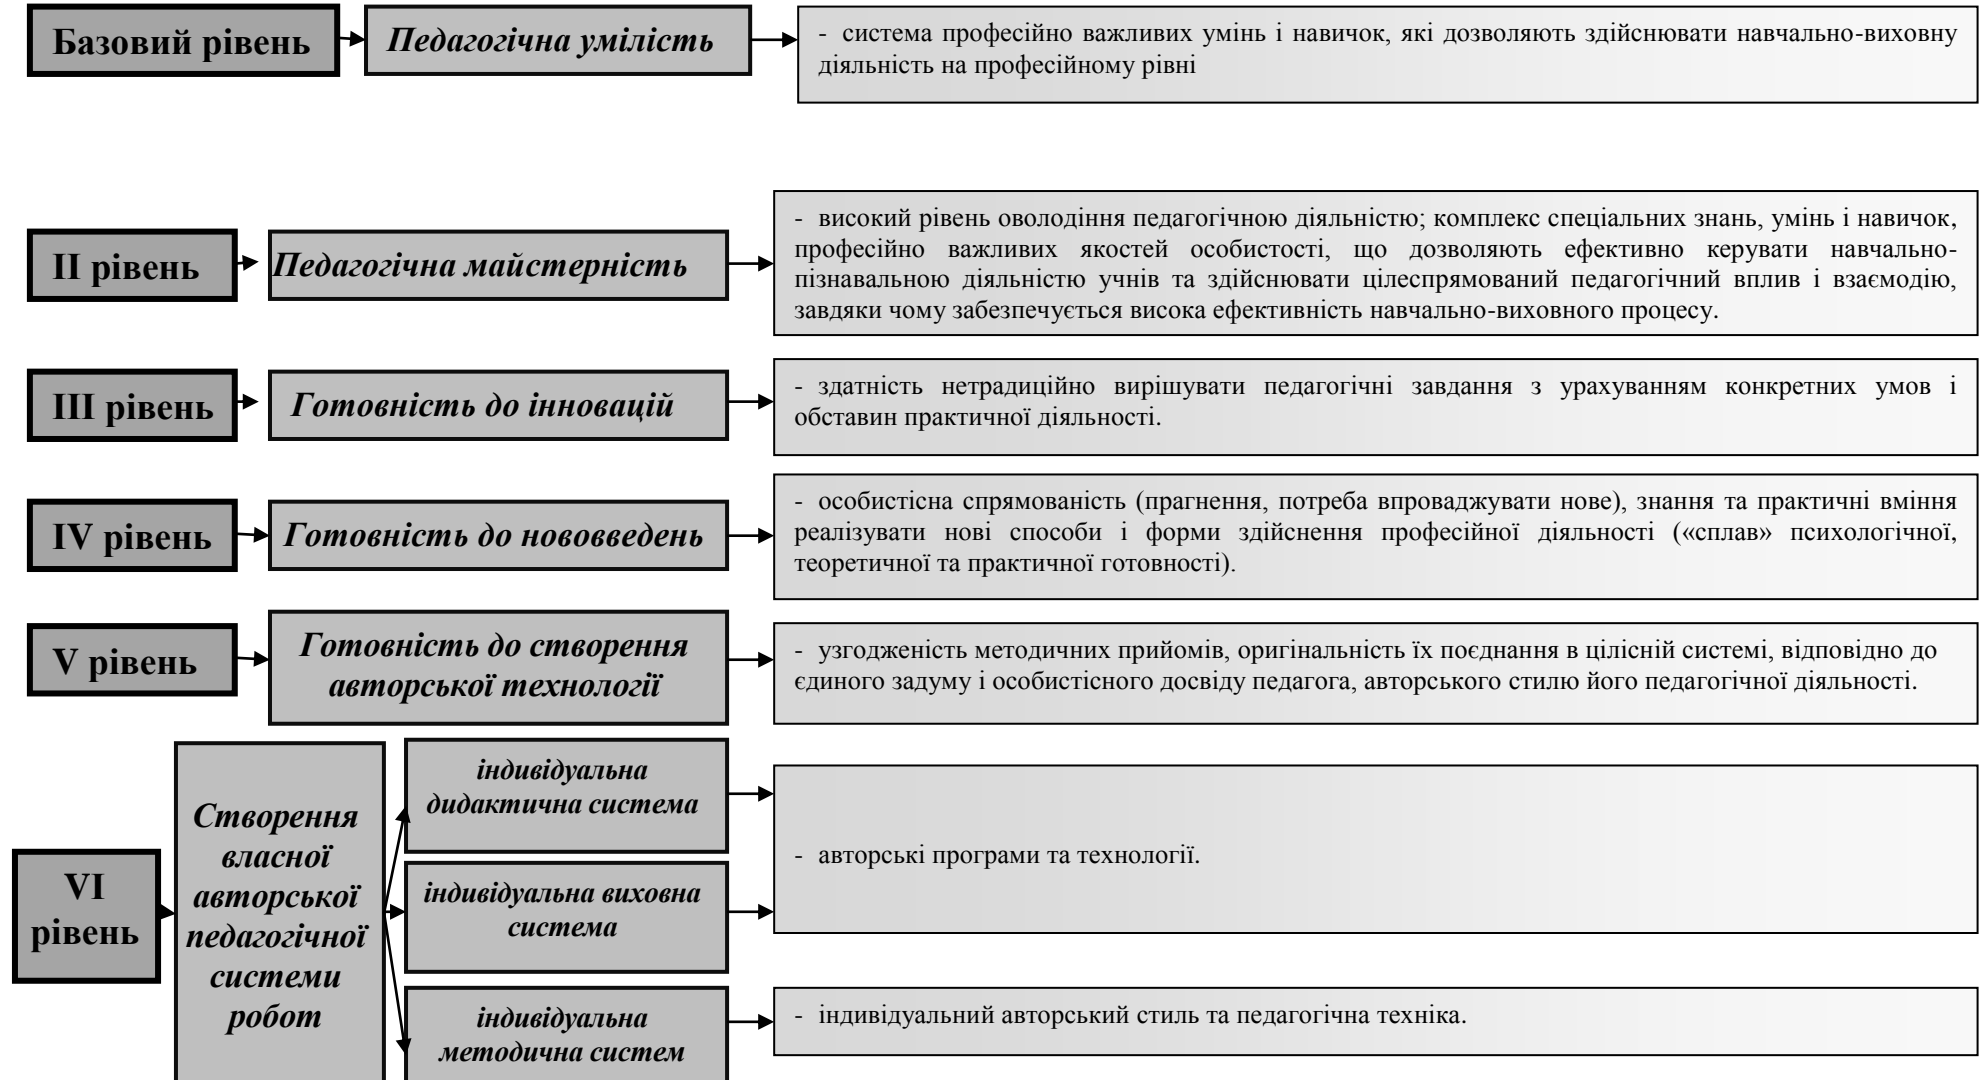 Базовий рівень
Педагогічна умілість
- система професійно важливих умінь і навичок, які дозволяють здійснювати навчально-виховну
діяльність на професійному рівні
ІІ рівень
Педагогічна майстерність
- високий рівень оволодіння педагогічною діяльністю; комплекс спеціальних знань, умінь і навичок,
професійно важливих якостей особистості, що дозволяють ефективно керувати навчально-
пізнавальною діяльністю учнів та здійснювати цілеспрямований педагогічний вплив і взаємодію,
завдяки чому забезпечується висока ефективність навчально-виховного процесу.
ІІІ рівень
Готовність до інновацій
- здатність нетрадиційно вирішувати педагогічні завдання з урахуванням конкретних умов і
обставин практичної діяльності.
IV рівень
Готовність до нововведень
- особистісна спрямованість (прагнення, потреба впроваджувати нове), знання та практичні вміння
реалізувати нові способи і форми здійснення професійної діяльності («сплав» психологічної,
теоретичної та практичної готовності).
V рівень
Готовність до створення
авторської технології
- узгодженість методичних прийомів, оригінальність їх поєднання в цілісній системі, відповідно до
єдиного задуму і особистісного досвіду педагога, авторського стилю його педагогічної діяльності.
VI
рівень
Створення
власної
авторської
педагогічної
системи
робот
індивідуальна
дидактична система
індивідуальна виховна
система
- авторські програми та технології.
індивідуальна
методична систем
- індивідуальний авторський стиль та педагогічна техніка.